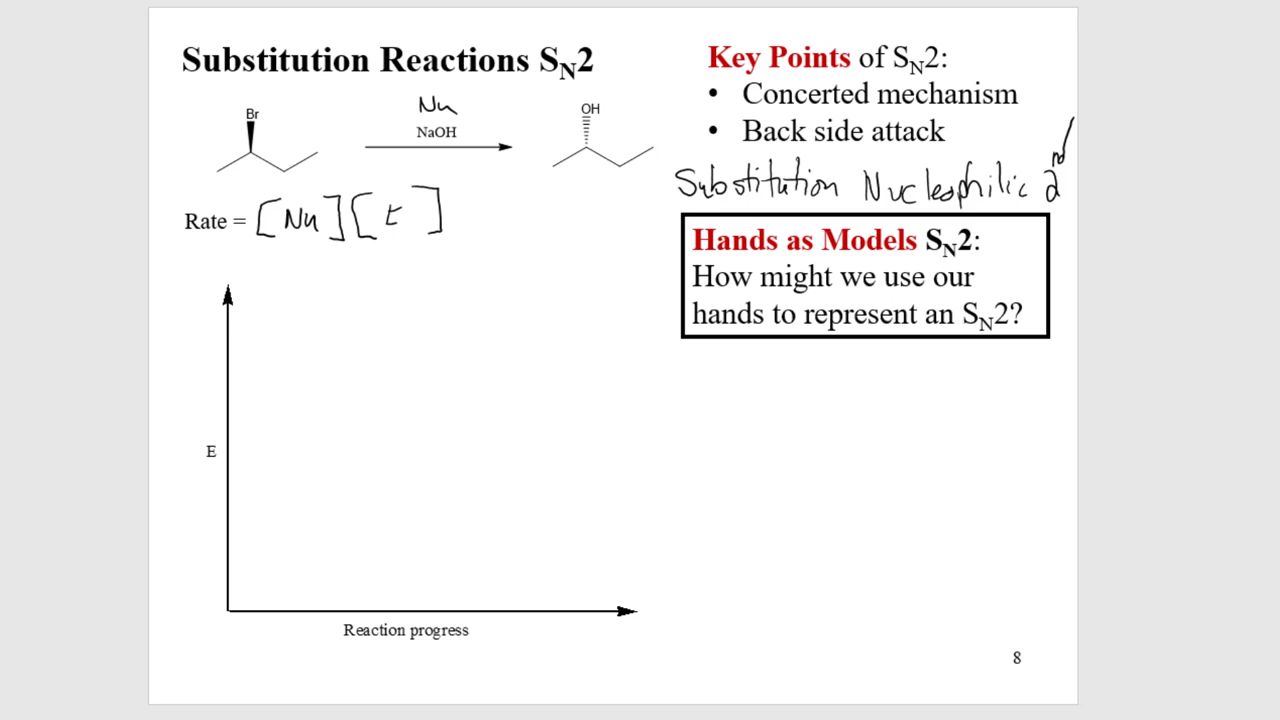 Substitution Reactions SN2
Br
Nu
NaOH
OH
Rate = [Nu][E]
Key Points of SN2:
• Concerted mechanism
• Back side attack
Substitution Nucleophilic 2nd
Hands as Models SN2:
How might we use our
hands to represent an SN2?
E
Reaction progress
8